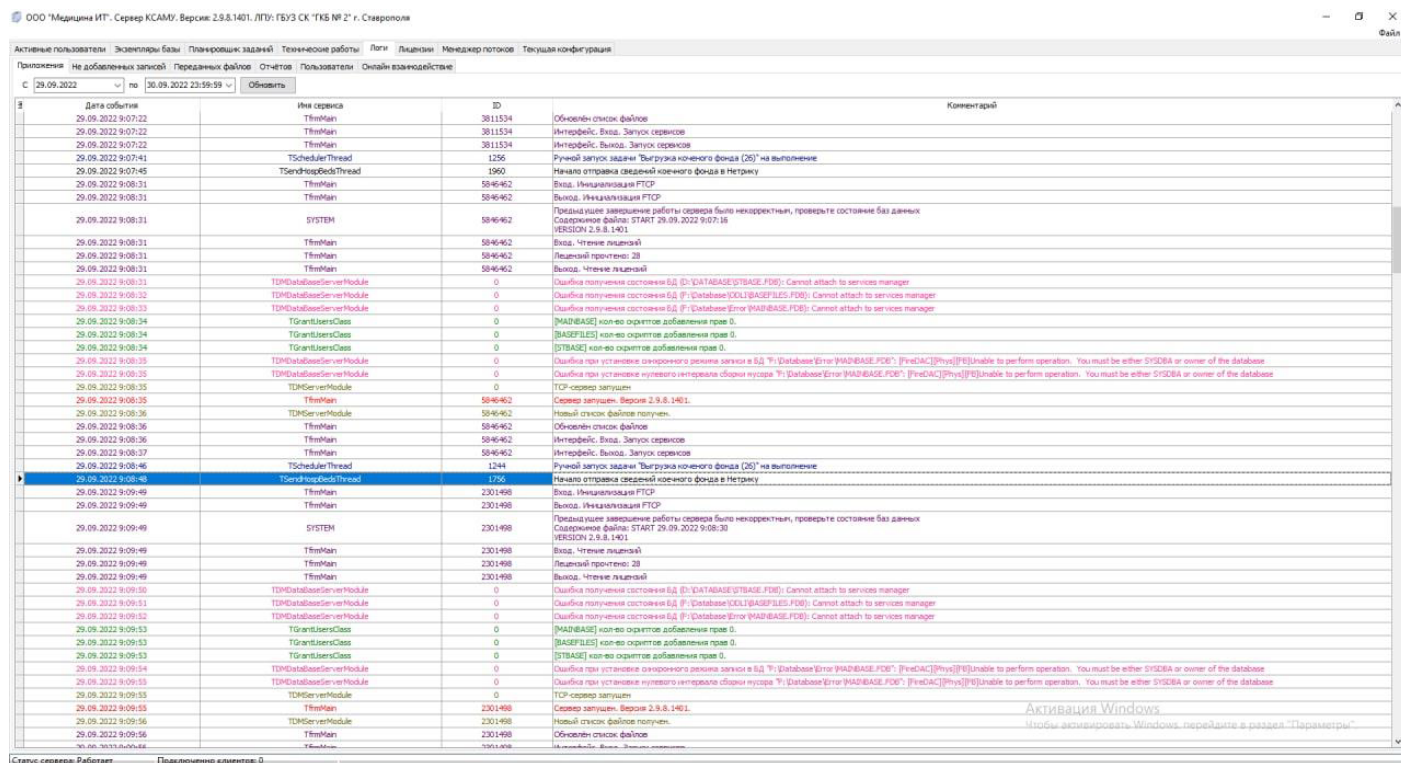 ООО "Медицина ИТ". Сервер КСАМУ. Версия: 2.9.8.1401. ЛПУ: ГБУЗ СК "ГКБ № 2" г. Ставрополя
Файл
Активные пользователи Экземпляры базы Планировщик заданий Технические работы Логи Лицензии Менеджер потоков Текущая конфигурация
Приложения Не добавленных записей Переданных файлов Отчётов Пользователи Онлайн взаимодействие
С 29.09.2022 по 30.09.2022 23:59:59 Обновить
Дата события Имя сервиса ID Комментарий
29.09.2022 9:07:22 TfrmMain 3811534 Обновлён список файлов
29.09.2022 9:07:22 TfrmMain 3811534 Интерфейс. Вход. Запуск сервисов
29.09.2022 9:07:22 TfrmMain 3811534 Интерфейс. Выход. Запуск сервисов
29.09.2022 9:07:41 TSchedulerThread 1256 Ручной запуск задачи "Выгрузка коченого фонда (26)" на выполнение
29.09.2022 9:07:45 TSendHospBedsThread 1960 Начало отправка сведений коечного фонда в Нетрику
29.09.2022 9:08:31 TfrmMain 5846462 Вход. Инициализация FTCP
29.09.2022 9:08:31 TfrmMain 5846462 Выход. Инициализация FTCP
29.09.2022 9:08:31 SYSTEM 5846462 Предыдущее завершение работы сервера было некорректным, проверьте состояние баз данных
Содержимое файла: START 29.09.2022 9:07:16
VERSION 2.9.8.1401
29.09.2022 9:08:31 TfrmMain 5846462 Вход. Чтение лицензий
29.09.2022 9:08:31 TfrmMain 5846462 Лецензий прочтено: 28
29.09.2022 9:08:31 TfrmMain 5846462 Выход. Чтение лицензий
29.09.2022 9:08:31 TDMDataBaseServerModule 0 Ошибка получения состояния БД (D:\DATABASE\STBASE.FDB): Cannot attach to services manager
29.09.2022 9:08:32 TDMDataBaseServerModule 0 Ошибка получения состояния БД (F:\Database\ODLI\BASEFILES.FDB): Cannot attach to services manager
29.09.2022 9:08:33 TDMDataBaseServerModule 0 Ошибка получения состояния БД (F:\Database\Error\MAINBASE.FDB): Cannot attach to services manager
29.09.2022 9:08:34 TGrantUsersClass 0 [MAINBASE] кол-во скриптов добавления прав 0.
29.09.2022 9:08:34 TGrantUsersClass 0 [BASEFILES] кол-во скриптов добавления прав 0.
29.09.2022 9:08:34 TGrantUsersClass 0 [STBASE] кол-во скриптов добавления прав 0.
29.09.2022 9:08:35 TDMDataBaseServerModule 0 Ошибка при установке синхронного режима записи в БД "F:\Database\Error\MAINBASE.FDB": [FireDAC][Phys][FB]Unable to perform operation. You must be either SYSDBA or owner of the database
29.09.2022 9:08:35 TDMDataBaseServerModule 0 Ошибка при установке нулевого интервала сборки мусора "F:\Database\Error\MAINBASE.FDB": [FireDAC][Phys][FB]Unable to perform operation. You must be either SYSDBA or owner of the database
29.09.2022 9:08:35 TDMServerModule 0 TCP-сервер запущен
29.09.2022 9:08:35 TfrmMain 5846462 Сервер запущен. Версия 2.9.8.1401.
29.09.2022 9:08:36 TDMServerModule 5846462 Новый список файлов получен.
29.09.2022 9:08:36 TfrmMain 5846462 Обновлён список файлов
29.09.2022 9:08:36 TfrmMain 5846462 Интерфейс. Вход. Запуск сервисов
29.09.2022 9:08:37 TfrmMain 5846462 Интерфейс. Выход. Запуск сервисов
29.09.2022 9:08:46 TSchedulerThread 1244 Ручной запуск задачи "Выгрузка коченого фонда (26)" на выполнение
29.09.2022 9:08:48 TSendHospBedsThread 1756 Начало отправка сведений коечного фонда в Нетрику
29.09.2022 9:09:49 TfrmMain 2301498 Вход. Инициализация FTCP
29.09.2022 9:09:49 TfrmMain 2301498 Выход. Инициализация FTCP
29.09.2022 9:09:49 SYSTEM 2301498 Предыдущее завершение работы сервера было некорректным, проверьте состояние баз данных
Содержимое файла: START 29.09.2022 9:08:30
VERSION 2.9.8.1401
29.09.2022 9:09:49 TfrmMain 2301498 Вход. Чтение лицензий
29.09.2022 9:09:49 TfrmMain 2301498 Лецензий прочтено: 28
29.09.2022 9:09:49 TfrmMain 2301498 Выход. Чтение лицензий
29.09.2022 9:09:50 TDMDataBaseServerModule 0 Ошибка получения состояния БД (D:\DATABASE\STBASE.FDB): Cannot attach to services manager
29.09.2022 9:09:51 TDMDataBaseServerModule 0 Ошибка получения состояния БД (F:\Database\ODLI\BASEFILES.FDB): Cannot attach to services manager
29.09.2022 9:09:52 TDMDataBaseServerModule 0 Ошибка получения состояния БД (F:\Database\Error\MAINBASE.FDB): Cannot attach to services manager
29.09.2022 9:09:53 TGrantUsersClass 0 [MAINBASE] кол-во скриптов добавления прав 0.
29.09.2022 9:09:53 TGrantUsersClass 0 [BASEFILES] кол-во скриптов добавления прав 0.
29.09.2022 9:09:53 TGrantUsersClass 0 [STBASE] кол-во скриптов добавления прав 0.
29.09.2022 9:09:54 TDMDataBaseServerModule 0 Ошибка при установке синхронного режима записи в БД "F:\Database\Error\MAINBASE.FDB": [FireDAC][Phys][FB]Unable to perform operation. You must be either SYSDBA or owner of the database
29.09.2022 9:09:55 TDMDataBaseServerModule 0 Ошибка при установке нулевого интервала сборки мусора "F:\Database\Error\MAINBASE.FDB": [FireDAC][Phys][FB]Unable to perform operation. You must be either SYSDBA or owner of the database
29.09.2022 9:09:55 TDMServerModule 0 TCP-сервер запущен
29.09.2022 9:09:55 TfrmMain 2301498 Сервер запущен. Версия 2.9.8.1401.
29.09.2022 9:09:56 TDMServerModule 2301498 Новый список файлов получен.
29.09.2022 9:09:56 TfrmMain 2301498 Обновлён список файлов
Активация Windows
Чтобы активировать Windows, перейдите в раздел "Параметры".
Статус сервера: Работает Подключенно клиентов: 0